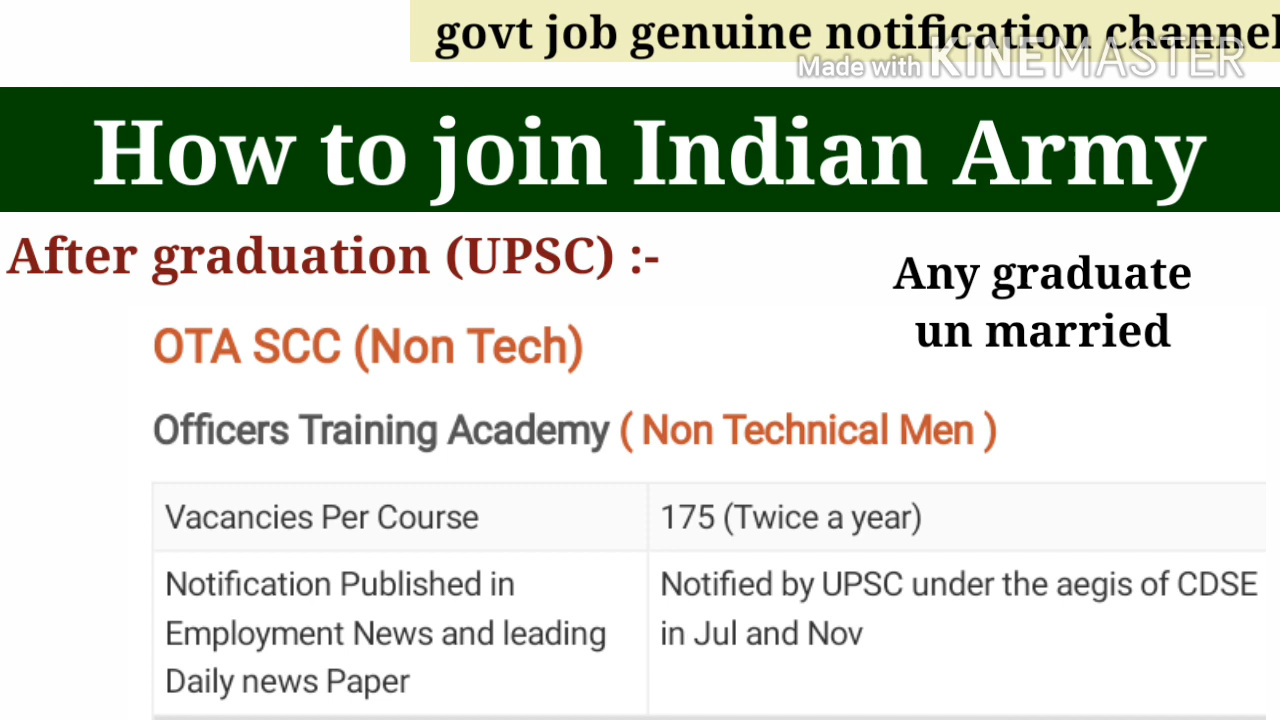 govt job genuine notification channel
Made with KINEMASTER
How to join Indian Army
After graduation (UPSC) :-
Any graduate
un married
OTA SCC (Non Tech)
Officers Training Academy ( Non Technical Men )
Vacancies Per Course
175 (Twice a year)
Notification Published in
Employment News and leading
Daily news Paper
Notified by UPSC under the aegis of CDSE
in Jul and Nov